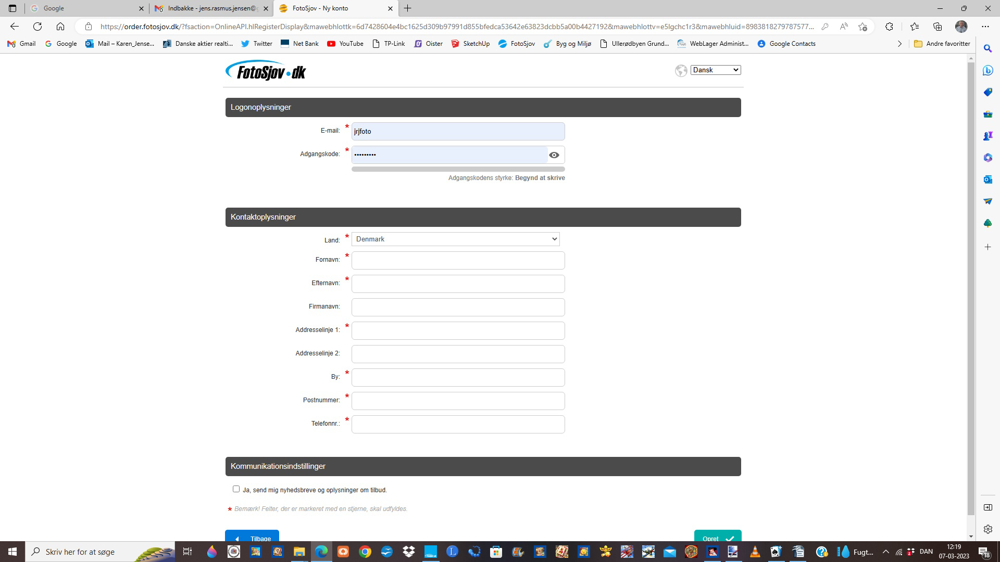 Google
Indbakke - jens.rasmus.jensen@g
FotoSjov - Ny konto
https://order.fotosjov.dk/?fsaction=OnlineAPI.hlRegisterDisplay&mawebhlottk=6d7428604e4bc1625d309b97991d855bfedca53642e63823dcbb5a00b4427192&mawebhlottv=e5lgchc1r3&mawebhluid=8983818279787577...
Gmail Google Mail – Karen_Jense... Danske aktier realti... Twitter Net Bank YouTube TP-Link Oister SketchUp FotoSjov Byg og Miljø Ullerødbyen Grund... WebLager Administ... Google Contacts Andre favoritter
FotoSjov.dk
Dansk
Logonoplysninger
E-mail: * jrjfoto
Adgangskode: * •••••••••
Adgangskodens styrke: Begynd at skrive
Kontaktoplysninger
Land: * Denmark
Fornavn: *
Efternavn: *
Firmanavn:
Addresselinje 1: *
Addresselinje 2:
By: *
Postnummer: *
Telefonnr.: *
Kommunikationsindstillinger
Ja, send mig nyhedsbreve og oplysninger om tilbud.
* Bemærk! Felter, der er markeret med en stjerne, skal udfyldes.
Tilbage
Opret
Skriv her for at søge
Fugt...
DAN
12:19
07-03-2023
18